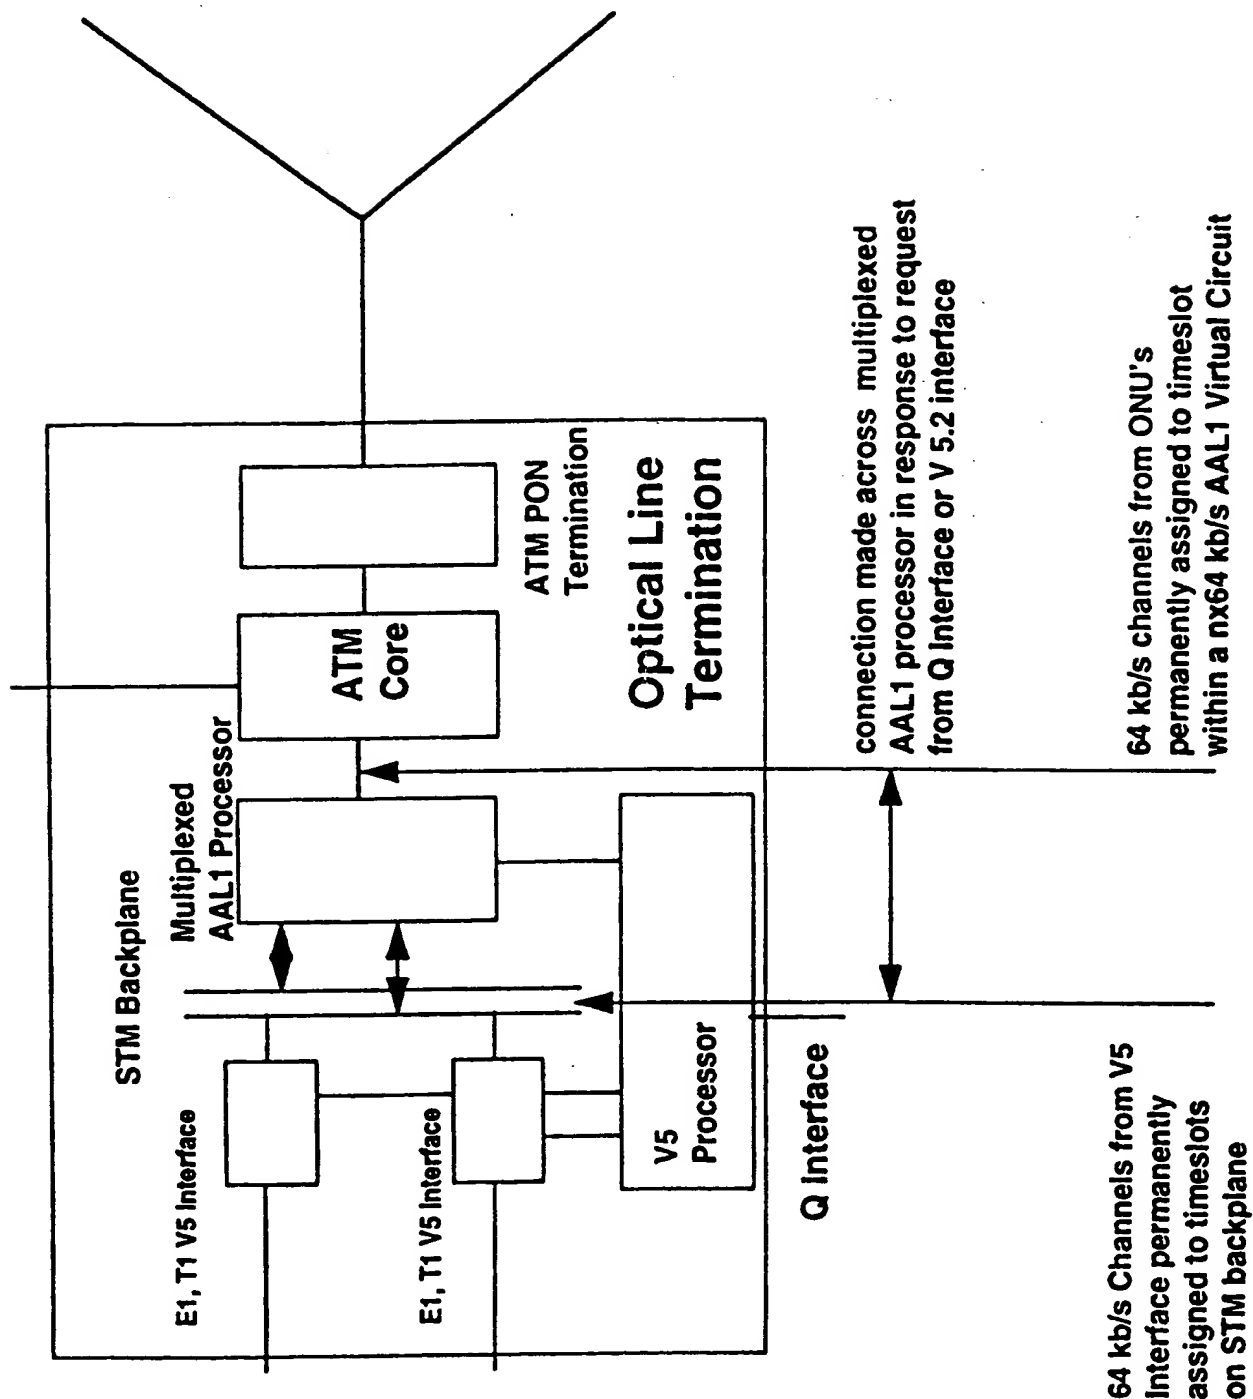 E1, T1 V5 Interface
E1, T1 V5 Interface
STM Backplane
Multiplexed
AAL1 Processor
ATM
Core
ATM PON
Termination
V5
Processor
Optical Line
Termination
Q Interface
connection made across multiplexed
AAL1 processor in response to request
from Q Interface or V 5.2 interface
64 kb/s Channels from V5
Interface permanently
assigned to timeslots
on STM backplane
64 kb/s channels from ONU's
permanently assigned to timeslot
within a nx64 kb/s AAL1 Virtual Circuit